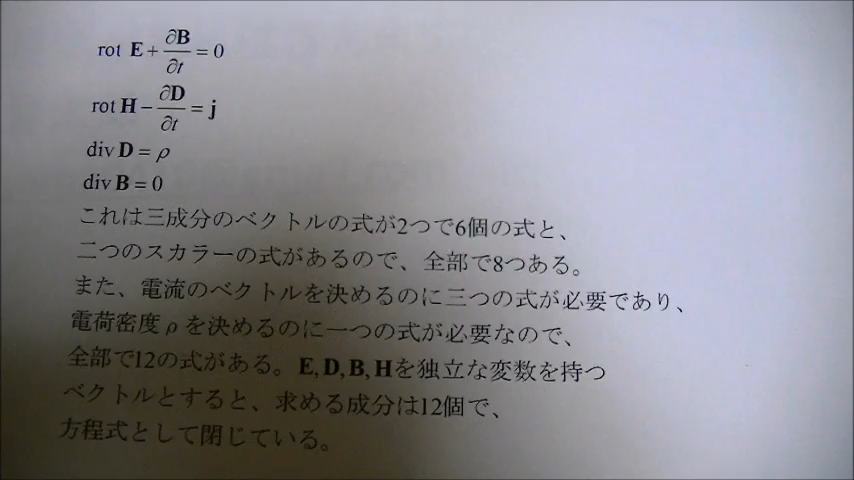 rot E + ∂B/∂t = 0
rot H − ∂D/∂t = j
div D = ρ
div B = 0
これは三成分のベクトルの式が2つで6個の式と、
二つのスカラーの式があるので、全部で8つある。
また、電流のベクトルを決めるのに三つの式が必要であり、
電荷密度ρを決めるのに一つの式が必要なので、
全部で12の式がある。E, D, B, Hを独立な変数を持つ
ベクトルとすると、求める成分は12個で、
方程式として閉じている。